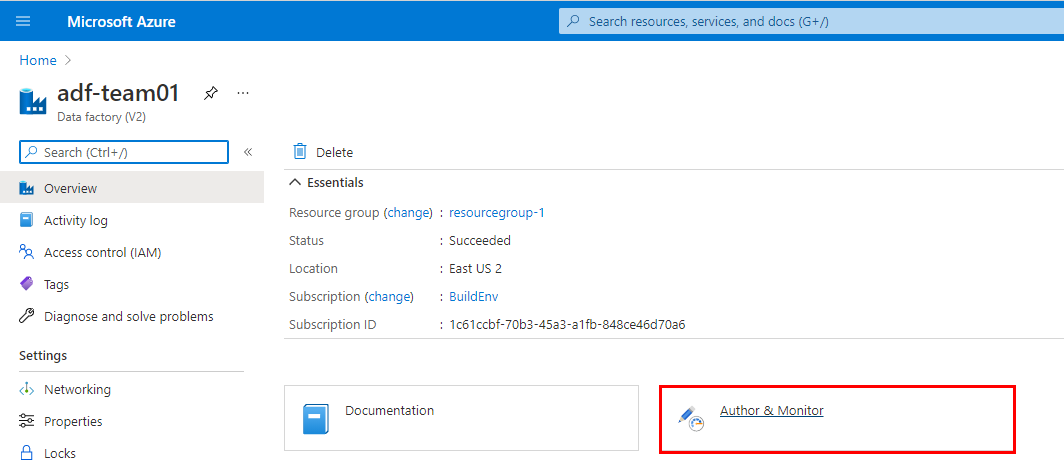 Microsoft Azure
Search resources, services, and docs (G+/)
Home
adf-team01
Data factory (V2)
Search (Ctrl+/)
Overview
Activity log
Access control (IAM)
Tags
Diagnose and solve problems
Settings
Networking
Properties
Locks
Delete
Essentials
Resource group (change) : resourcegroup-1
Status : Succeeded
Location : East US 2
Subscription (change) : BuildEnv
Subscription ID : 1c61ccbf-70b3-45a3-a1fb-848ce46d70a6
Documentation
Author & Monitor